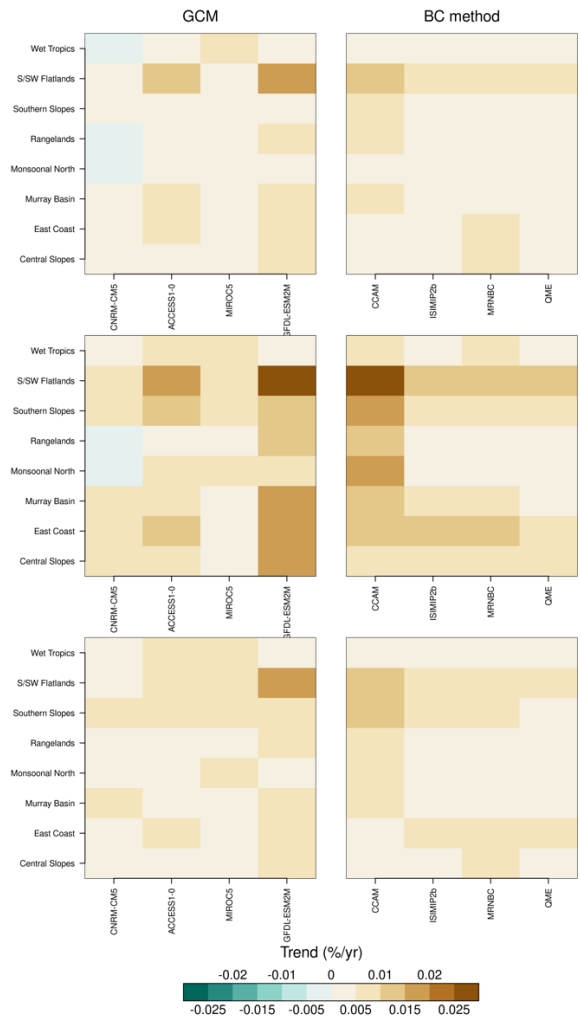 GCM BC method
Wet Tropics
S/SW Flatlands
Southern Slopes
Rangelands
Monsoonal North
Murray Basin
East Coast
Central Slopes
CNRM-CM5 ACCESS1-0 MIROC5 GFDL-ESM2M CCAM ISIMIP2b MRNBC QME
Wet Tropics
S/SW Flatlands
Southern Slopes
Rangelands
Monsoonal North
Murray Basin
East Coast
Central Slopes
CNRM-CM5 ACCESS1-0 MIROC5 GFDL-ESM2M CCAM ISIMIP2b MRNBC QME
Wet Tropics
S/SW Flatlands
Southern Slopes
Rangelands
Monsoonal North
Murray Basin
East Coast
Central Slopes
CNRM-CM5 ACCESS1-0 MIROC5 GFDL-ESM2M CCAM ISIMIP2b MRNBC QME
Trend (%/yr)
-0.02 -0.01 0 0.01 0.02
-0.025 -0.005 0.005 0.015 0.025